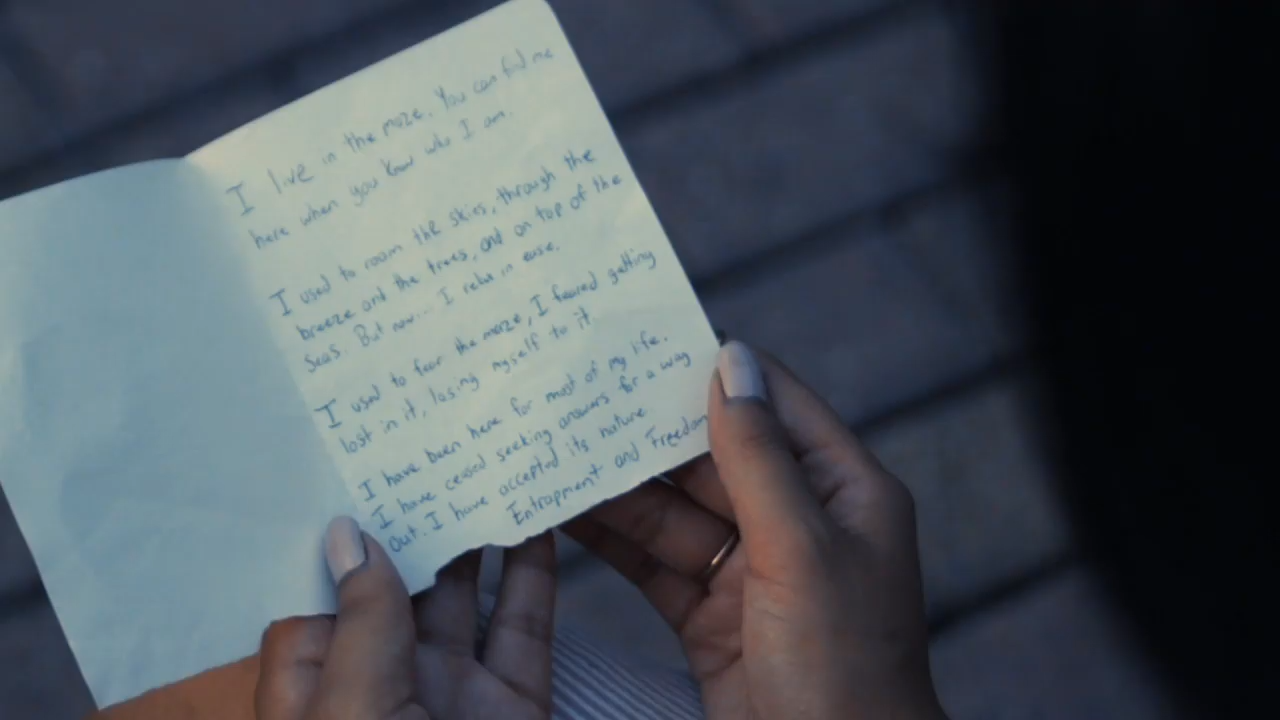 I live in the maze. You can find me
here when you know who I am.
I used to roam the skies, through the
breeze and the trees, and on top of the
seas. But now... I relax in ease.
I used to fear the maze, I feared getting
lost in it, losing myself to it
I have been here for most of my life.
I have ceased seeking answers for a way
out. I have accepted its nature.
Entrapment and Freedom